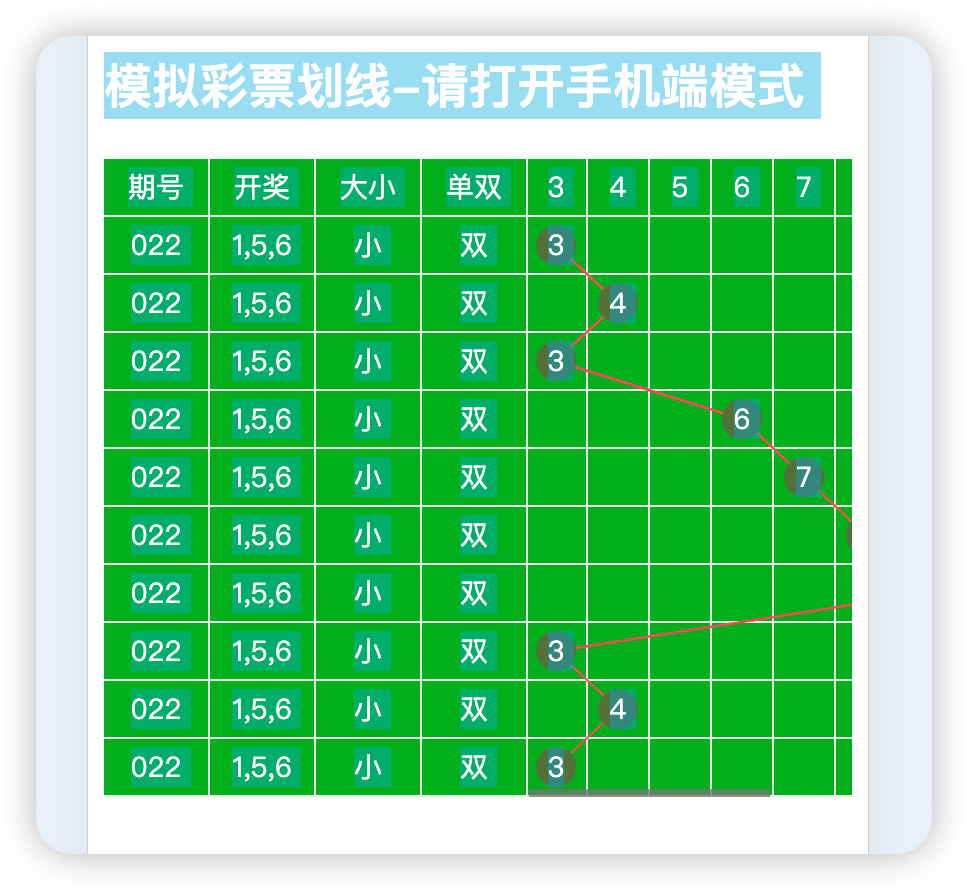 模拟彩票划线–请打开手机端模式
期号 开奖 大小 单双 3 4 5 6 7
022 1,5,6 小 双 3
022 1,5,6 小 双 4
022 1,5,6 小 双 3
022 1,5,6 小 双 6
022 1,5,6 小 双 7
022 1,5,6 小 双
022 1,5,6 小 双
022 1,5,6 小 双 3
022 1,5,6 小 双 4
022 1,5,6 小 双 3